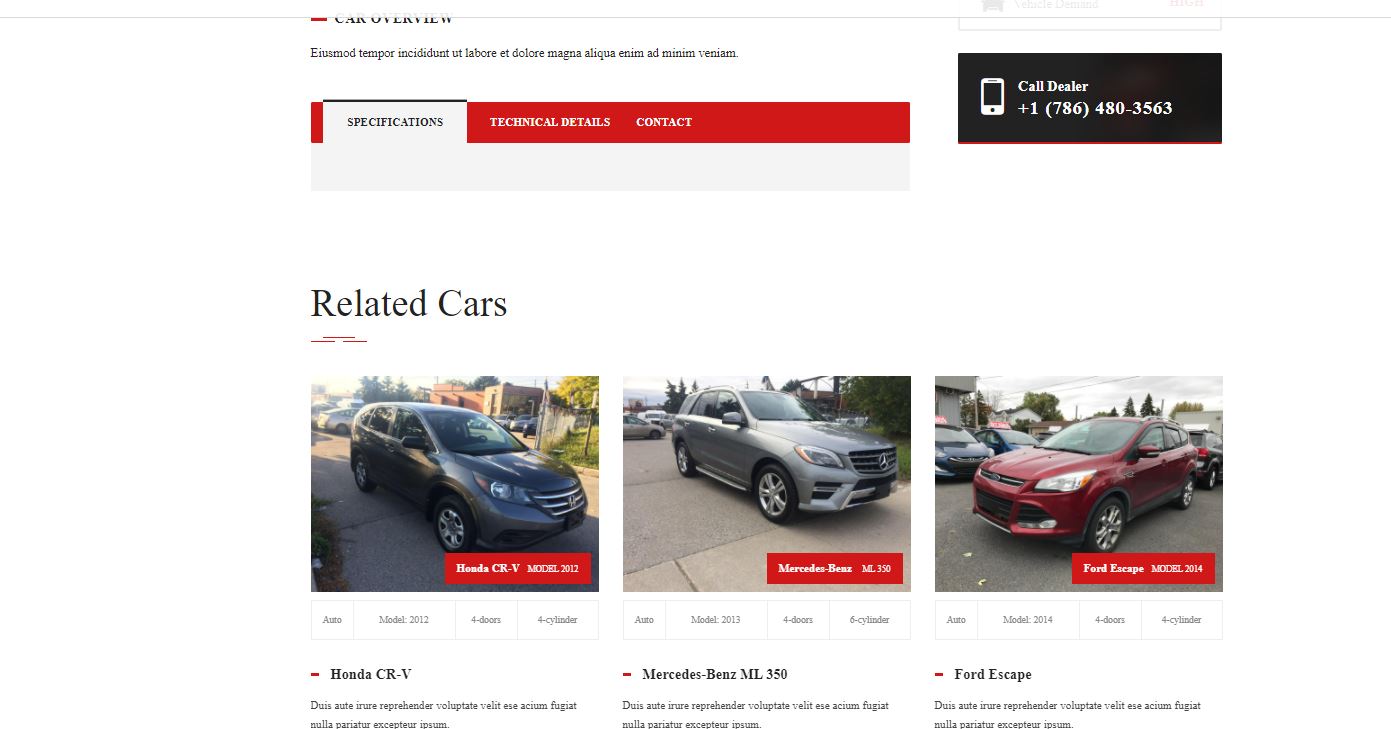 CAR OVERVIEW
Eiusmod tempor incididunt ut labore et dolore magna aliqua enim ad minim veniam.
SPECIFICATIONS TECHNICAL DETAILS CONTACT
Vehicle Demand HIGH
Call Dealer
+1 (786) 480-3563
Related Cars
Honda CR-V MODEL 2012
Auto Model: 2012 4-doors 4-cylinder
Honda CR-V
Duis aute irure reprehender voluptate velit ese acium fugiat
nulla pariatur excepteur ipsum.
Mercedes-Benz ML 350
Auto Model: 2013 4-doors 6-cylinder
Mercedes-Benz ML 350
Duis aute irure reprehender voluptate velit ese acium fugiat
nulla pariatur excepteur ipsum.
Ford Escape MODEL 2014
Auto Model: 2014 4-doors 4-cylinder
Ford Escape
Duis aute irure reprehender voluptate velit ese acium fugiat
nulla pariatur excepteur ipsum.